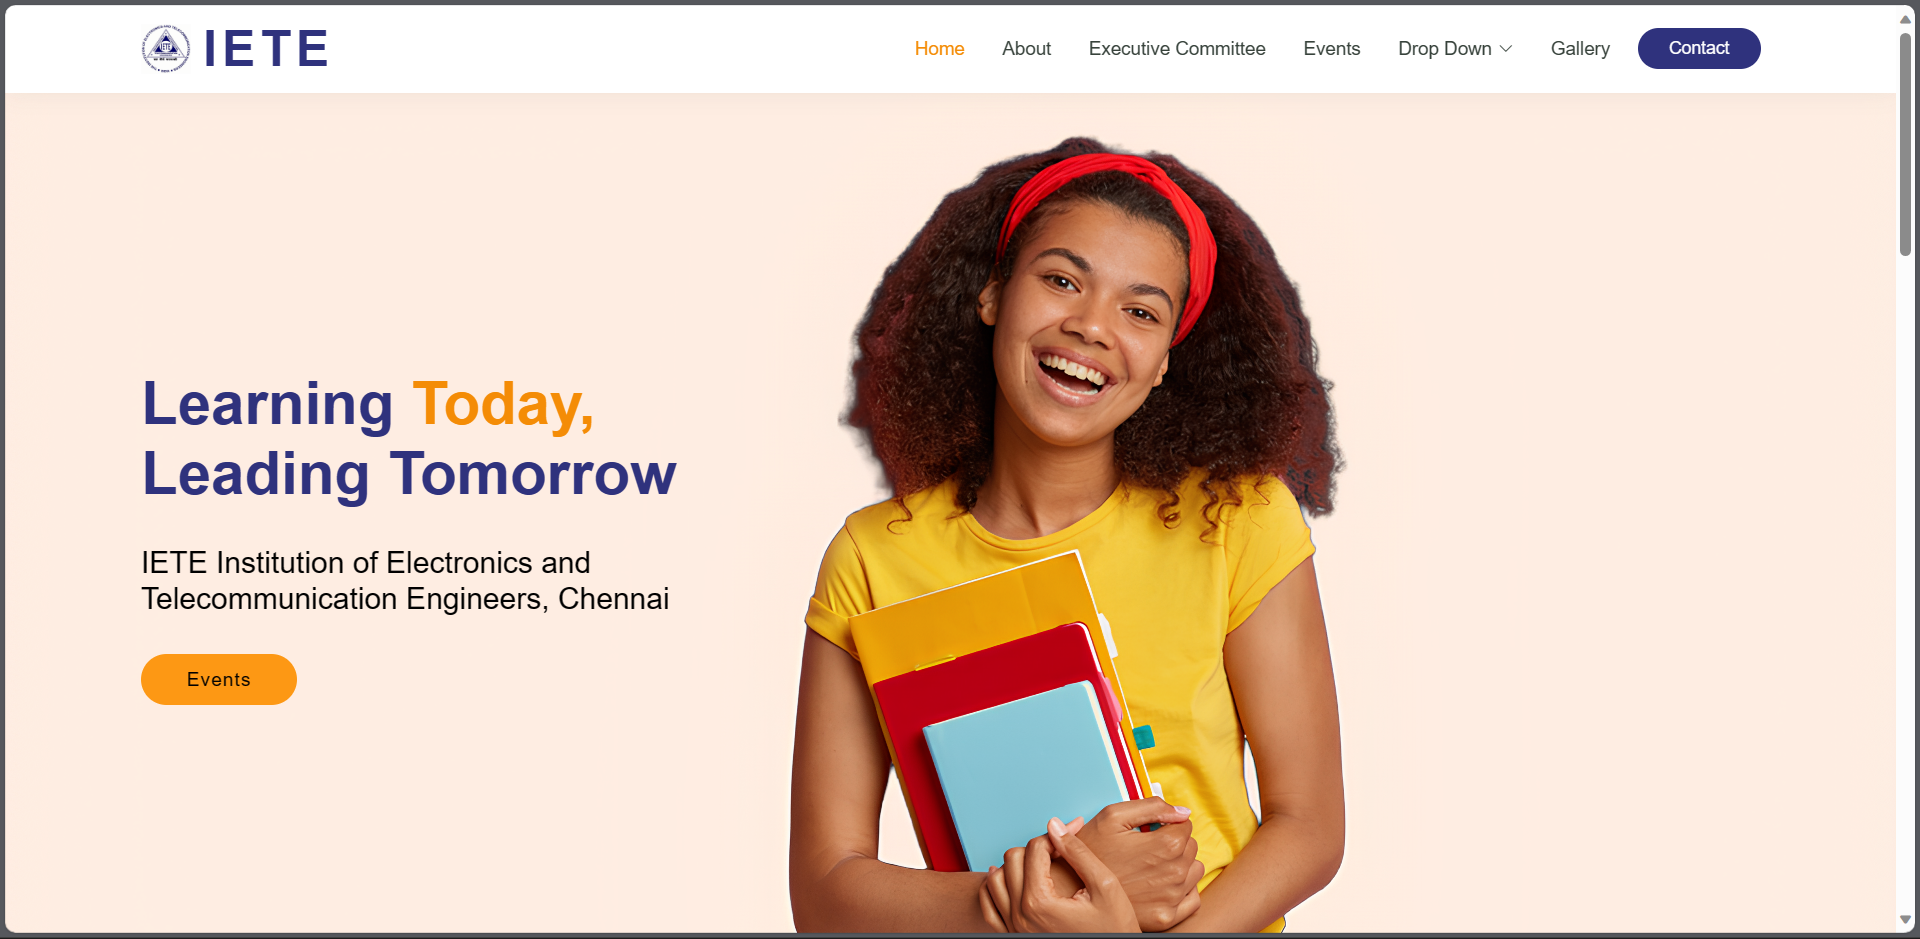 IETE
Home About Executive Committee Events Drop Down Gallery Contact
Learning Today,
Leading Tomorrow
IETE Institution of Electronics and
Telecommunication Engineers, Chennai
Events